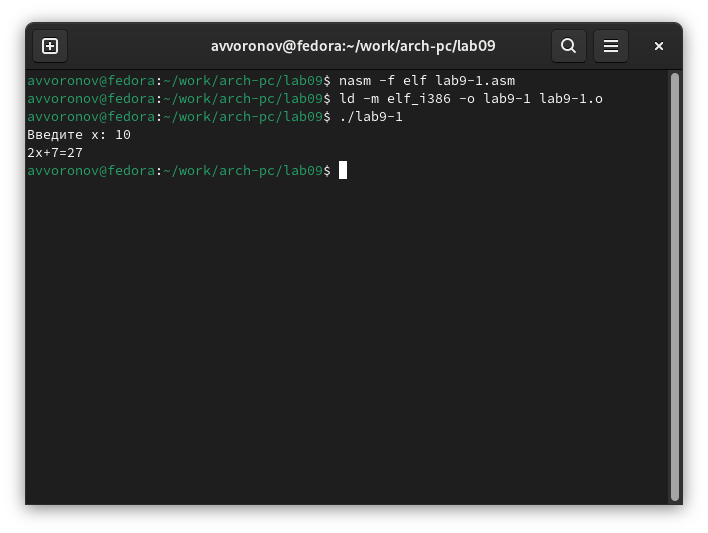 avvoronov@fedora:~/work/arch-pc/lab09
avvoronov@fedora:~/work/arch-pc/lab09$ nasm -f elf lab9-1.asm
avvoronov@fedora:~/work/arch-pc/lab09$ ld -m elf_i386 -o lab9-1 lab9-1.o
avvoronov@fedora:~/work/arch-pc/lab09$ ./lab9-1
Введите x: 10
2x+7=27
avvoronov@fedora:~/work/arch-pc/lab09$